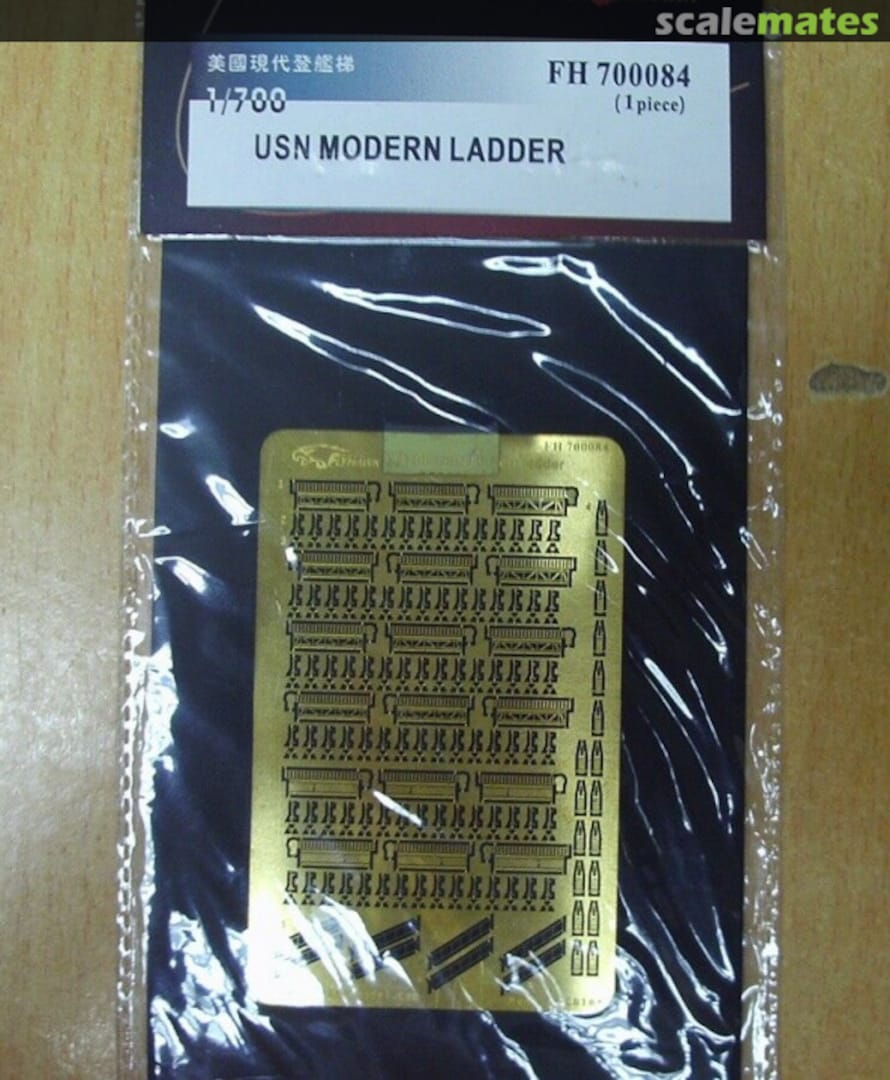 scalemates
美國現代登艦梯
FH 700084
1/700
(1piece)
USN MODERN LADDER
FH 700084